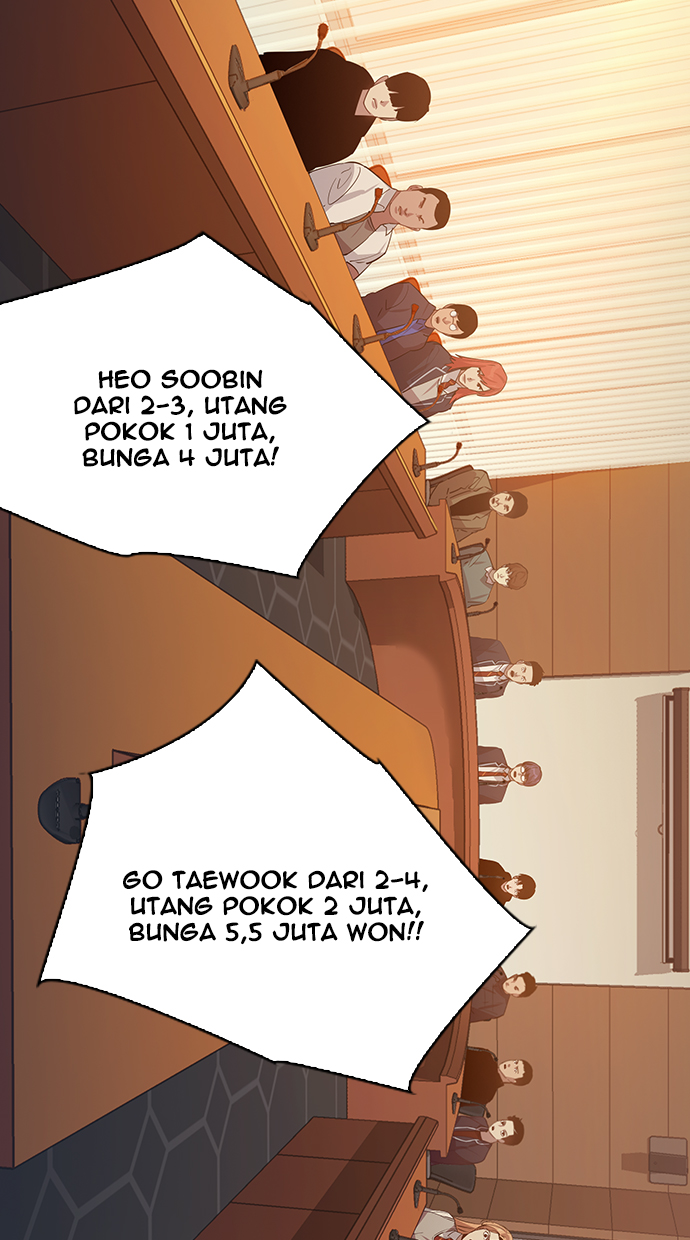 HEO SOOBIN
DARI 2-3, UTANG
POKOK 1 JUTA,
BUNGA 4 JUTA!
GO TAEWOOK DARI 2-4,
UTANG POKOK 2 JUTA,
BUNGA 5,5 JUTA WON!!